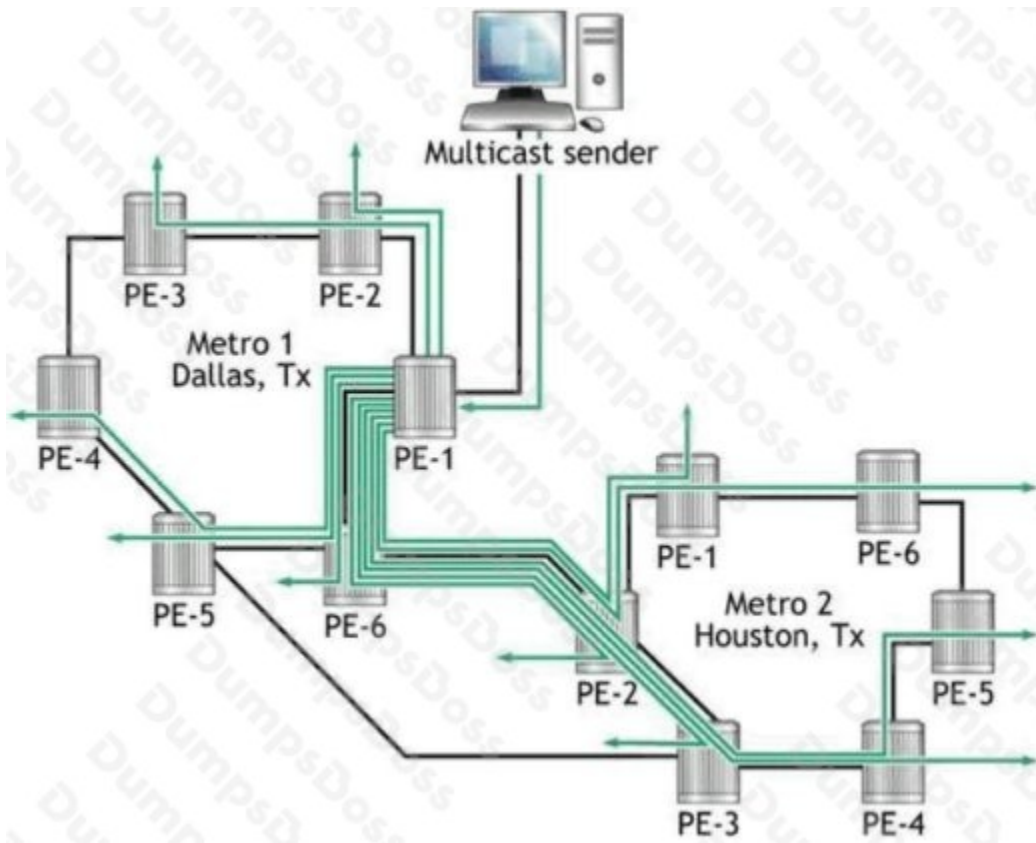 Multicast sender
PE-3
PE-2
Metro 1
Dallas, Tx
PE-4
PE-1
PE-5
PE-6
PE-1
PE-6
Metro 2
Houston, Tx
PE-2
PE-5
PE-3
PE-4
DumpsDoss